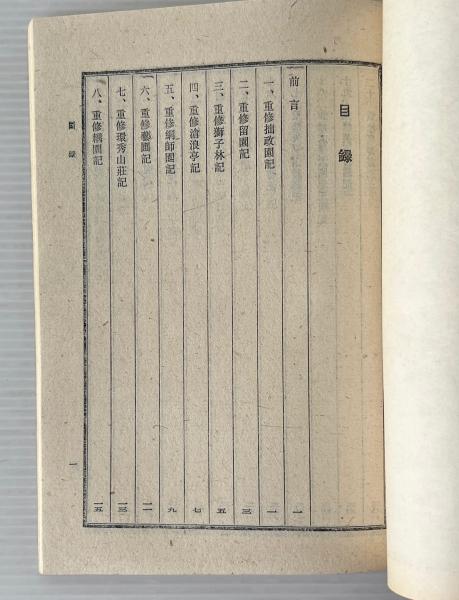 目錄
前言 一
一、重修拙政園記 一
二、重修留園記 三
三、重修獅子林記 五
四、重修滄浪亭記 七
五、重修網師園記 九
六、重修藝圃記 一一
七、重修環秀山莊記 一三
八、重修耦園記 一五
目錄
一